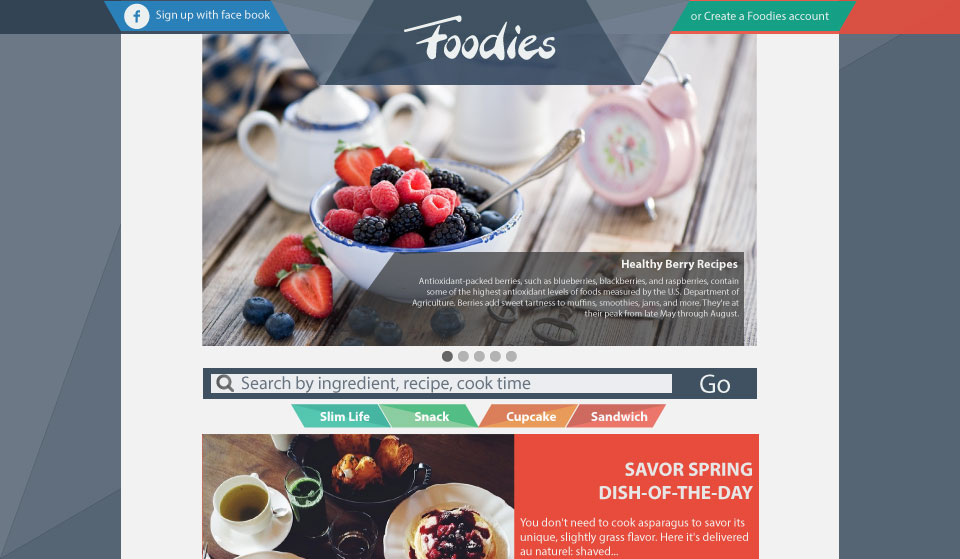 Sign up with face book
Foodies
or Create a Foodies account
Healthy Berry Recipes
Antioxidant-packed berries, such as blueberries, blackberries, and raspberries, contain
some of the highest antioxidant levels of foods measured by the U.S. Department of
Agriculture. Berries add sweet tartness to muffins, smoothies, jams, and more. They're at
their peak from late May through August.
Search by ingredient, recipe, cook time
Go
Slim Life
Snack
Cupcake
Sandwich
SAVOR SPRING
DISH-OF-THE-DAY
You don't need to cook asparagus to savor its
unique, slightly grass flavor. Here it's delivered
au naturel: shaved...